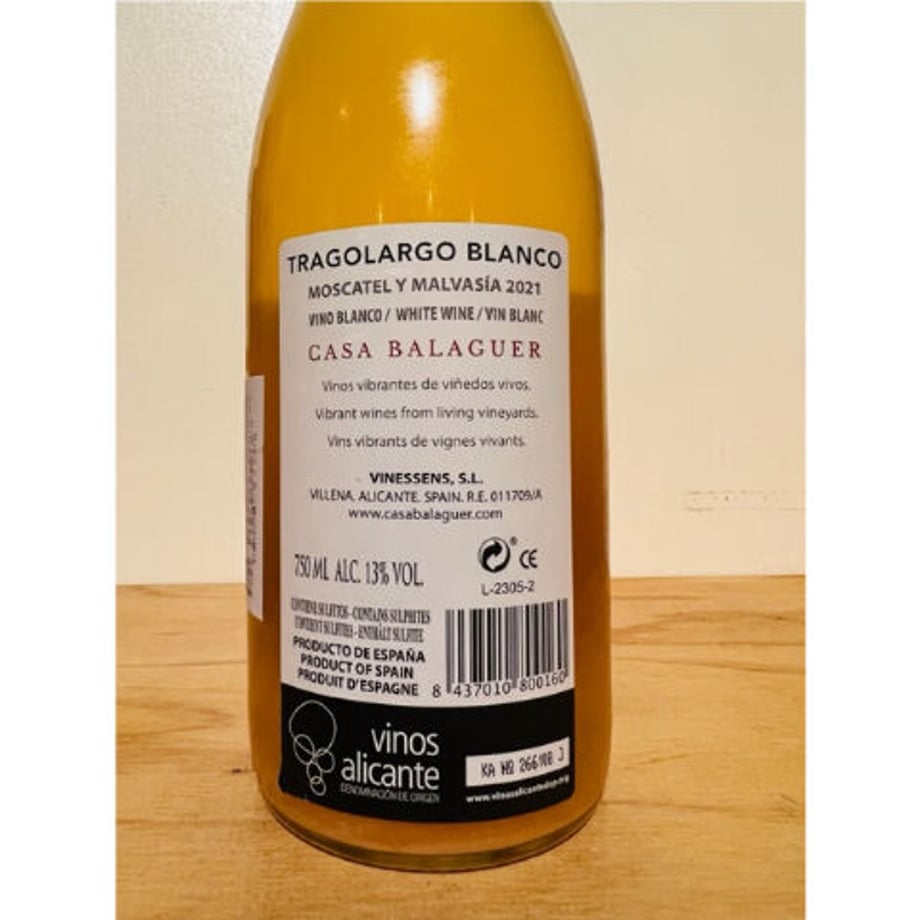 TRAGOLARGO BLANCO
MOSCATEL Y MALVASÍA 2021
VINO BLANCO / WHITE WINE / VIN BLANC
CASA BALAGUER
Vinos vibrantes de viñedos vivos.
Vibrant wines from living vineyards.
Vins vibrants de vignes vivants.
VINESSENS, S.L.
VILLENA, ALICANTE. SPAIN. R.E. 011709/A
www.casabalaguer.com
750 ML ALC. 13% VOL.
® CE
L-2305-2
CONTIENE SULFITOS - CONTAINS SULPHITES
CONTIENT SULFITES - ENTHÄLT SULFITE
PRODUCTO DE ESPAÑA
PRODUCT OF SPAIN
PRODUIT D'ESPAGNE
8 437010 800160
vinos
alicante
DENOMINACIÓN DE ORIGEN
KA Nº 266108 J